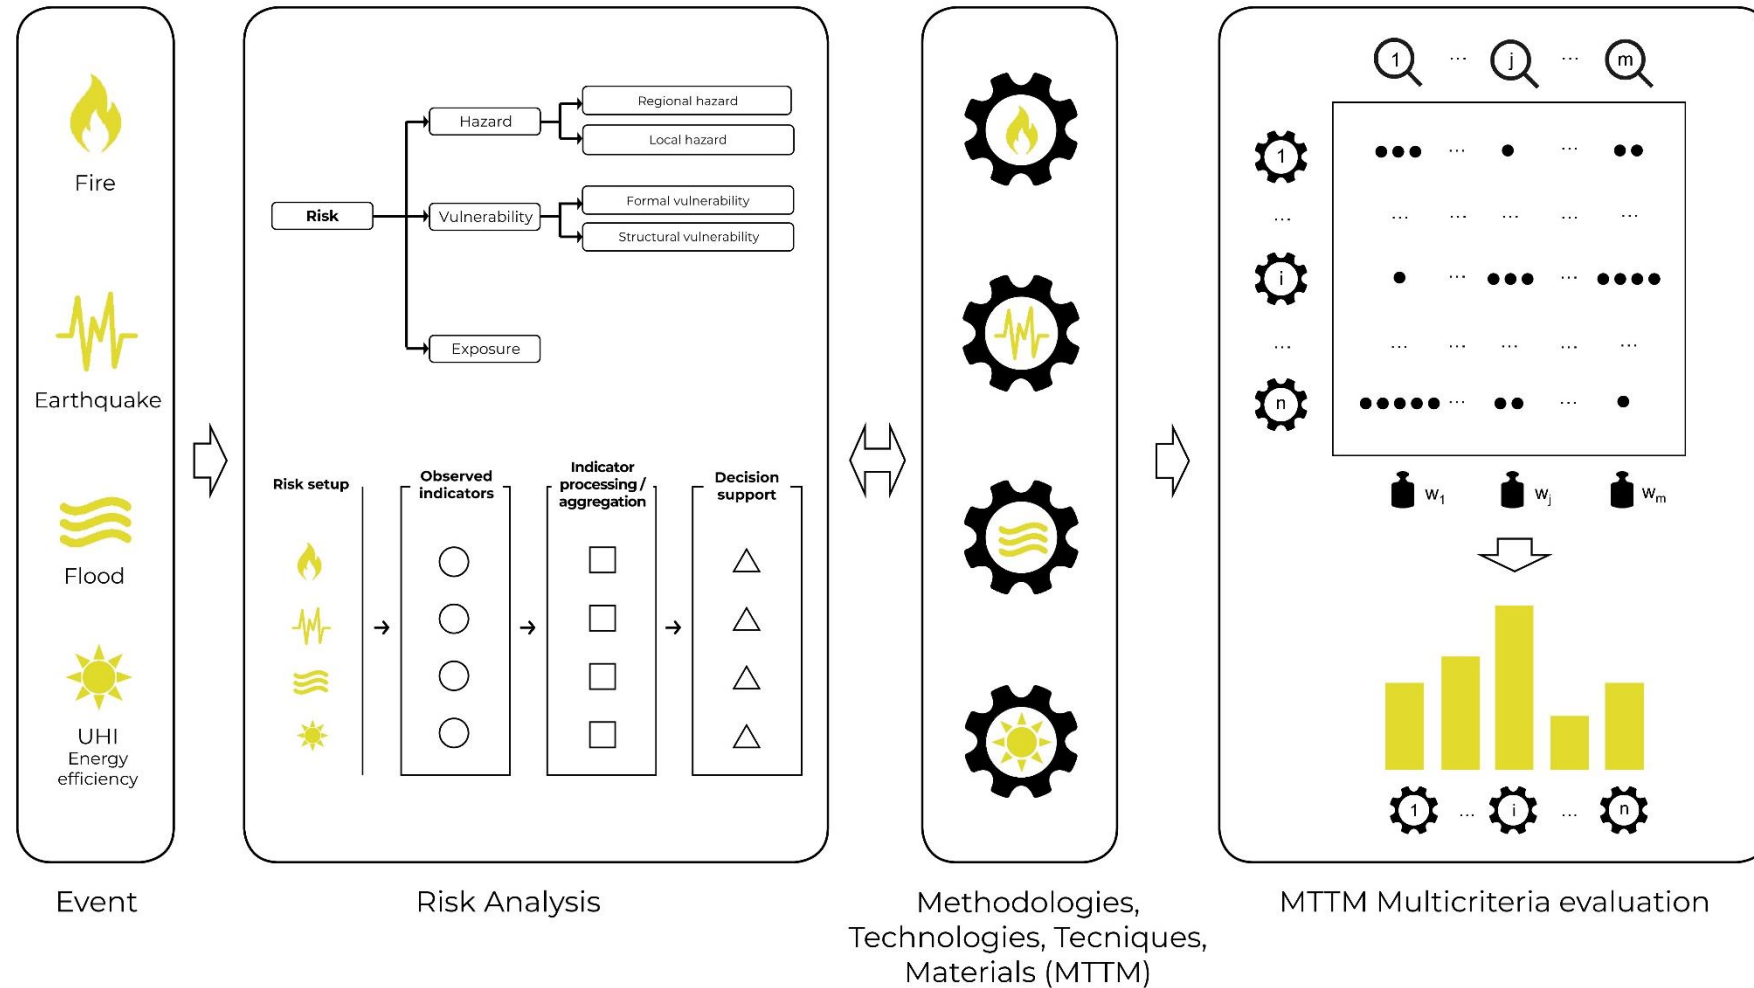 Fire
Earthquake
Flood
UHI
Energy
efficiency
Event
Risk
Hazard
Regional hazard
Local hazard
Vulnerability
Formal vulnerability
Structural vulnerability
Exposure
Risk setup
Observed
indicators
Indicator
processing /
aggregation
Decision
support
Risk Analysis
Methodologies,
Technologies, Tecniques,
Materials (MTTM)
1 ... j ... m
1
...
...
...
...
...
...
...
...
i
...
...
...
...
...
...
...
...
n
...
...
w1
wj
wm
1 ... i ... n
MTTM Multicriteria evaluation